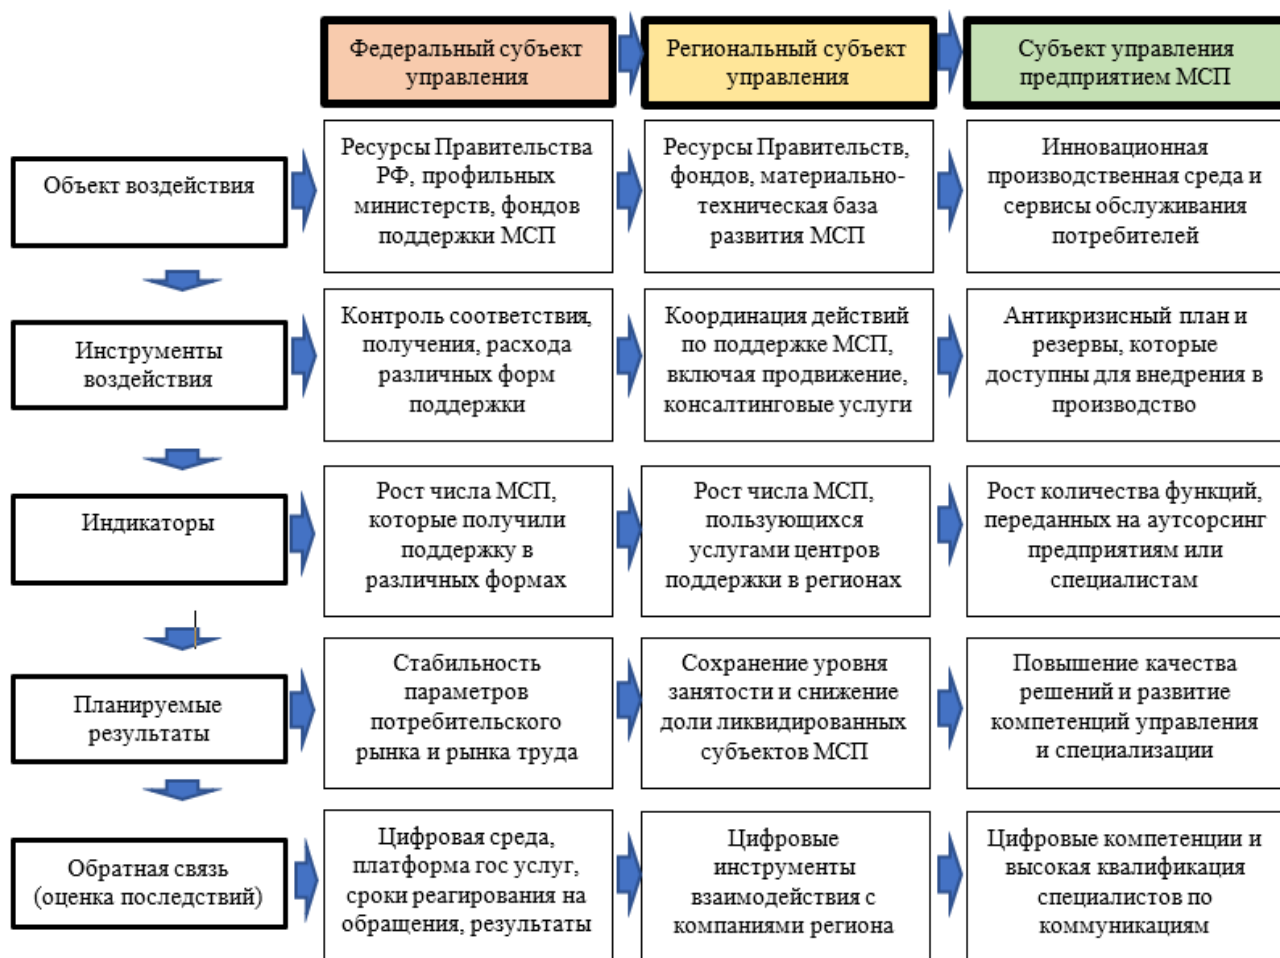 Федеральный субъект
управления
Региональный субъект
управления
Субъект управления
предприятием МСП
Объект воздействия
Ресурсы Правительства
РФ, профильных
министерств, фондов
поддержки МСП
Ресурсы Правительств,
фондов, материально-
техническая база
развития МСП
Инновационная
производственная среда и
сервисы обслуживания
потребителей
Инструменты
воздействия
Контроль соответствия,
получения, расхода
различных форм
поддержки
Координация действий
по поддержке МСП,
включая продвижение,
консалтинговые услуги
Антикризисный план и
резервы, которые
доступны для внедрения в
производство
Индикаторы
Рост числа МСП,
которые получили
поддержку в
различных формах
Рост числа МСП,
пользующихся
услугами центров
поддержки в регионах
Рост количества функций,
переданных на аутсорсинг
предприятиям или
специалистам
Планируемые
результаты
Стабильность
параметров
потребительского
рынка и рынка труда
Сохранение уровня
занятости и снижение
доли ликвидированных
субъектов МСП
Повышение качества
решений и развитие
компетенций управления
и специализации
Обратная связь
(оценка последствий)
Цифровая среда,
платформа гос услуг,
сроки реагирования на
обращения, результаты
Цифровые
инструменты
взаимодействия с
компаниями региона
Цифровые компетенции и
высокая квалификация
специалистов по
коммуникациям